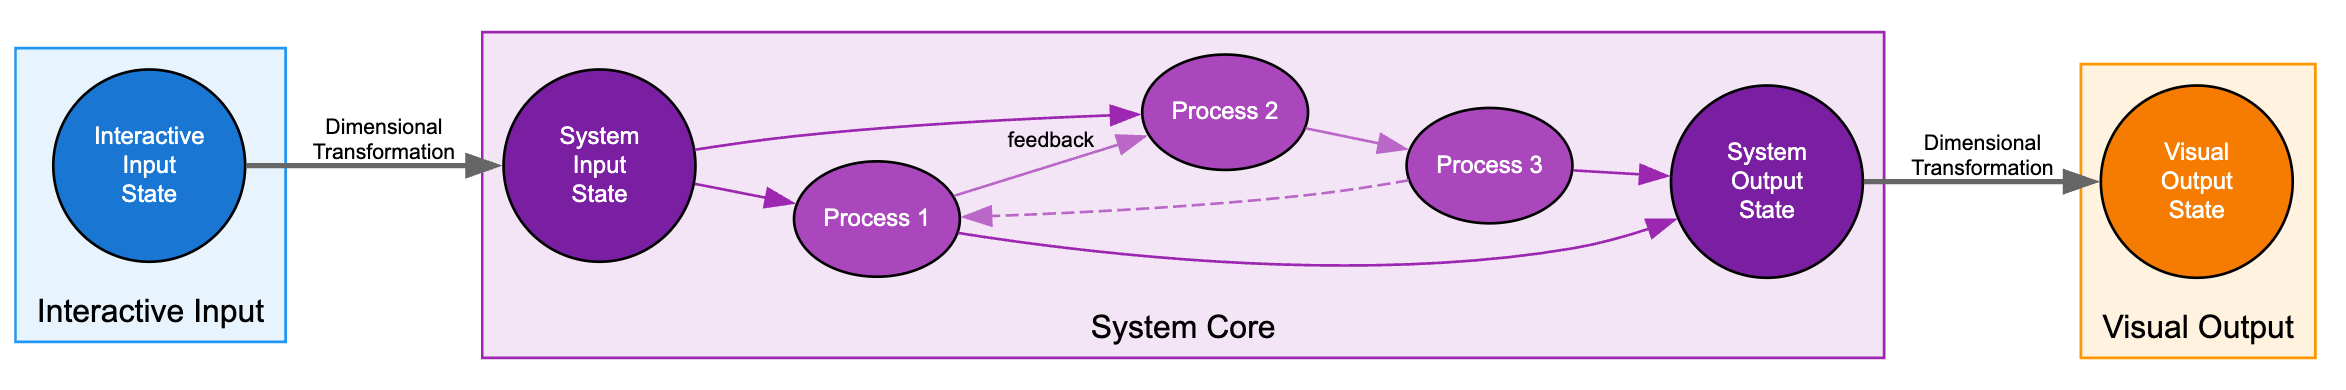 Interactive
Input
State
Interactive Input
Dimensional
Transformation
System
Input
State
Process 1
feedback
Process 2
Process 3
System
Output
State
System Core
Dimensional
Transformation
Visual
Output
State
Visual Output